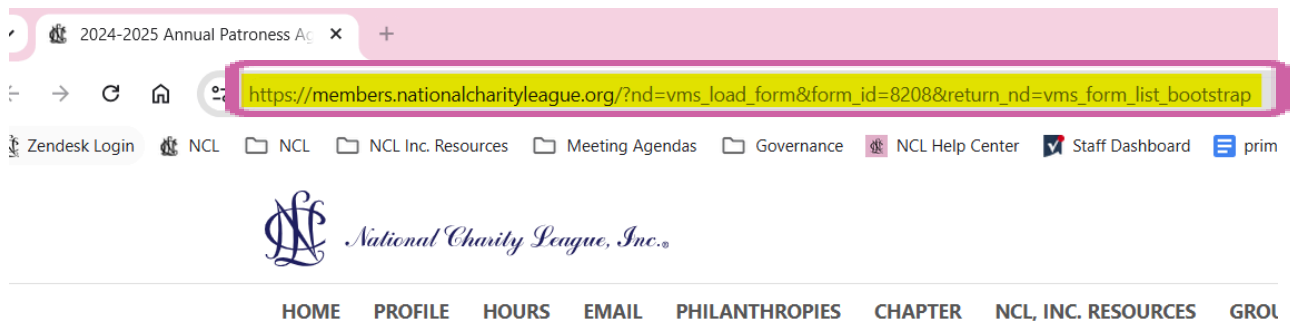 2024-2025 Annual Patroness Ag
https://members.nationalcharityleague.org/?nd=vms_load_form&form_id=8208&return_nd=vms_form_list_bootstrap
Zendesk Login NCL NCL NCL Inc. Resources Meeting Agendas Governance NCL Help Center Staff Dashboard prim
National Charity League, Inc.®
HOME PROFILE HOURS EMAIL PHILANTHROPIES CHAPTER NCL, INC. RESOURCES GROU